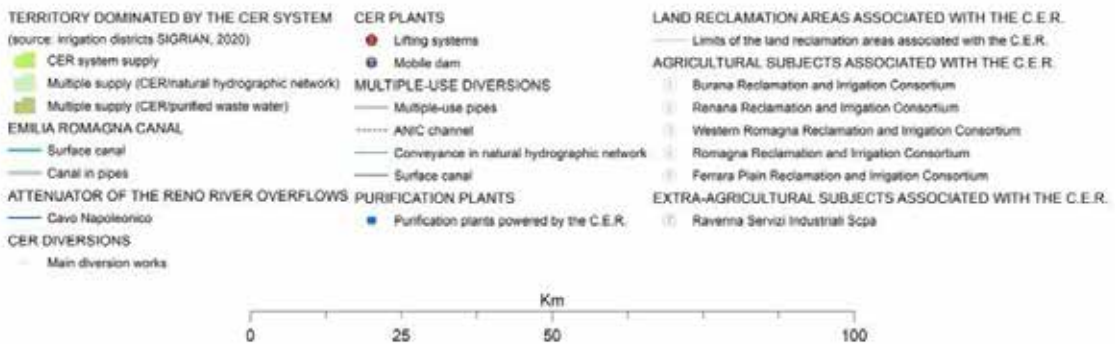 TERRITORY DOMINATED BY THE CER SYSTEM
(source: irrigation districts SIGRIAN, 2020)
CER system supply
Multiple supply (CER/natural hydrographic network)
Multiple supply (CER/purified waste water)
EMILIA ROMAGNA CANAL
Surface canal
Canal in pipes
ATTENUATOR OF THE RENO RIVER OVERFLOWS
Cavo Napoleonico
CER DIVERSIONS
Main diversion works
CER PLANTS
Lifting systems
Mobile dam
MULTIPLE-USE DIVERSIONS
Multiple-use pipes
ANIC channel
Conveyance in natural hydrographic network
Surface canal
PURIFICATION PLANTS
Purification plants powered by the C.E.R.
LAND RECLAMATION AREAS ASSOCIATED WITH THE C.E.R.
Limits of the land reclamation areas associated with the C.E.R.
AGRICULTURAL SUBJECTS ASSOCIATED WITH THE C.E.R.
Burana Reclamation and Irrigation Consortium
Renana Reclamation and Irrigation Consortium
Western Romagna Reclamation and Irrigation Consortium
Romagna Reclamation and Irrigation Consortium
Ferrara Plain Reclamation and Irrigation Consortium
EXTRA-AGRICULTURAL SUBJECTS ASSOCIATED WITH THE C.E.R.
Ravenna Servizi Industriali Scpa
Km
0 25 50 100